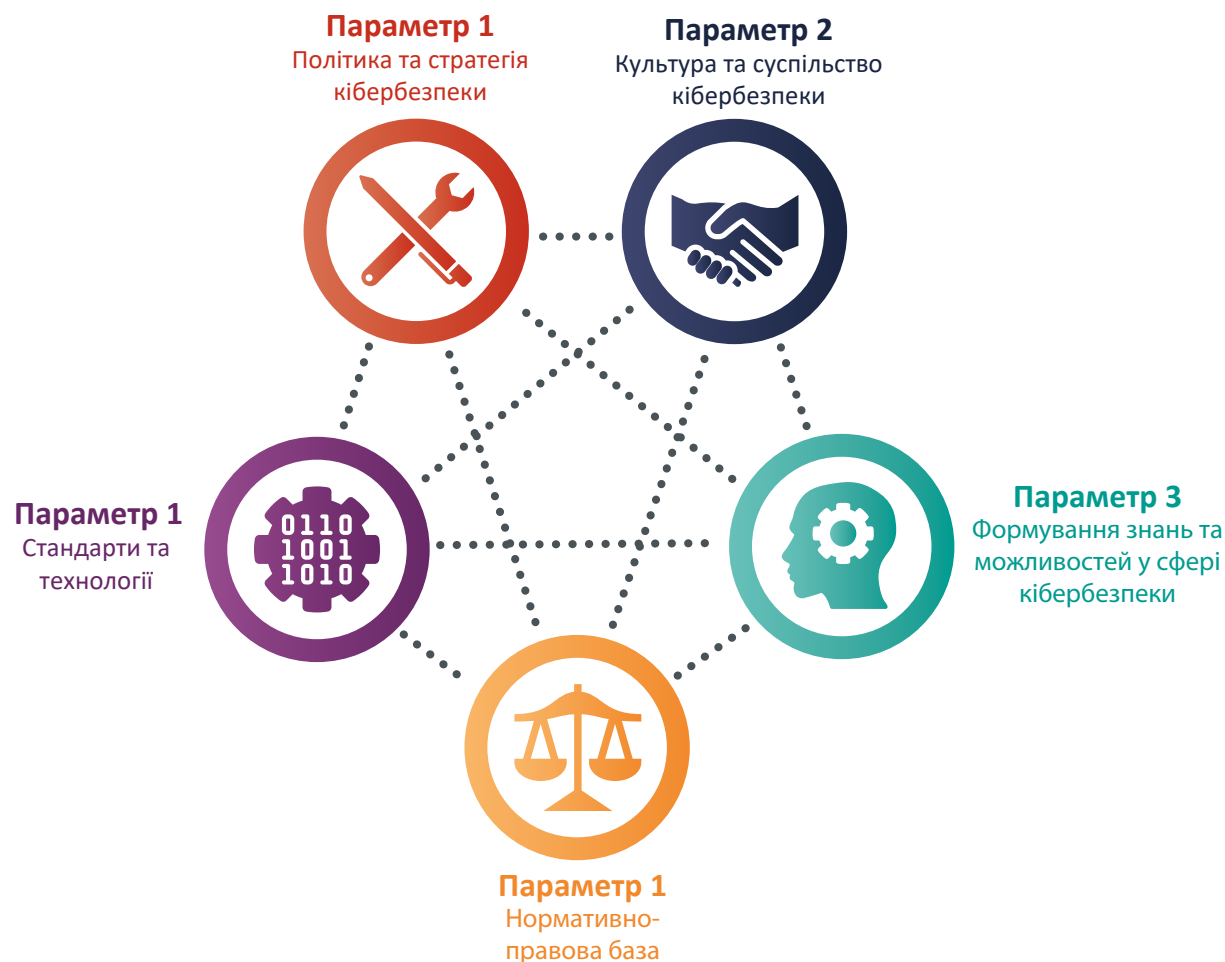 Параметр 1
Політика та стратегія
кібербезпеки
Параметр 2
Культура та суспільство
кібербезпеки
Параметр 1
Стандарти та
технології
0110
1001
1010
Параметр 3
Формування знань та
можливостей у сфері
кібербезпеки
Параметр 1
Нормативно-
правова база